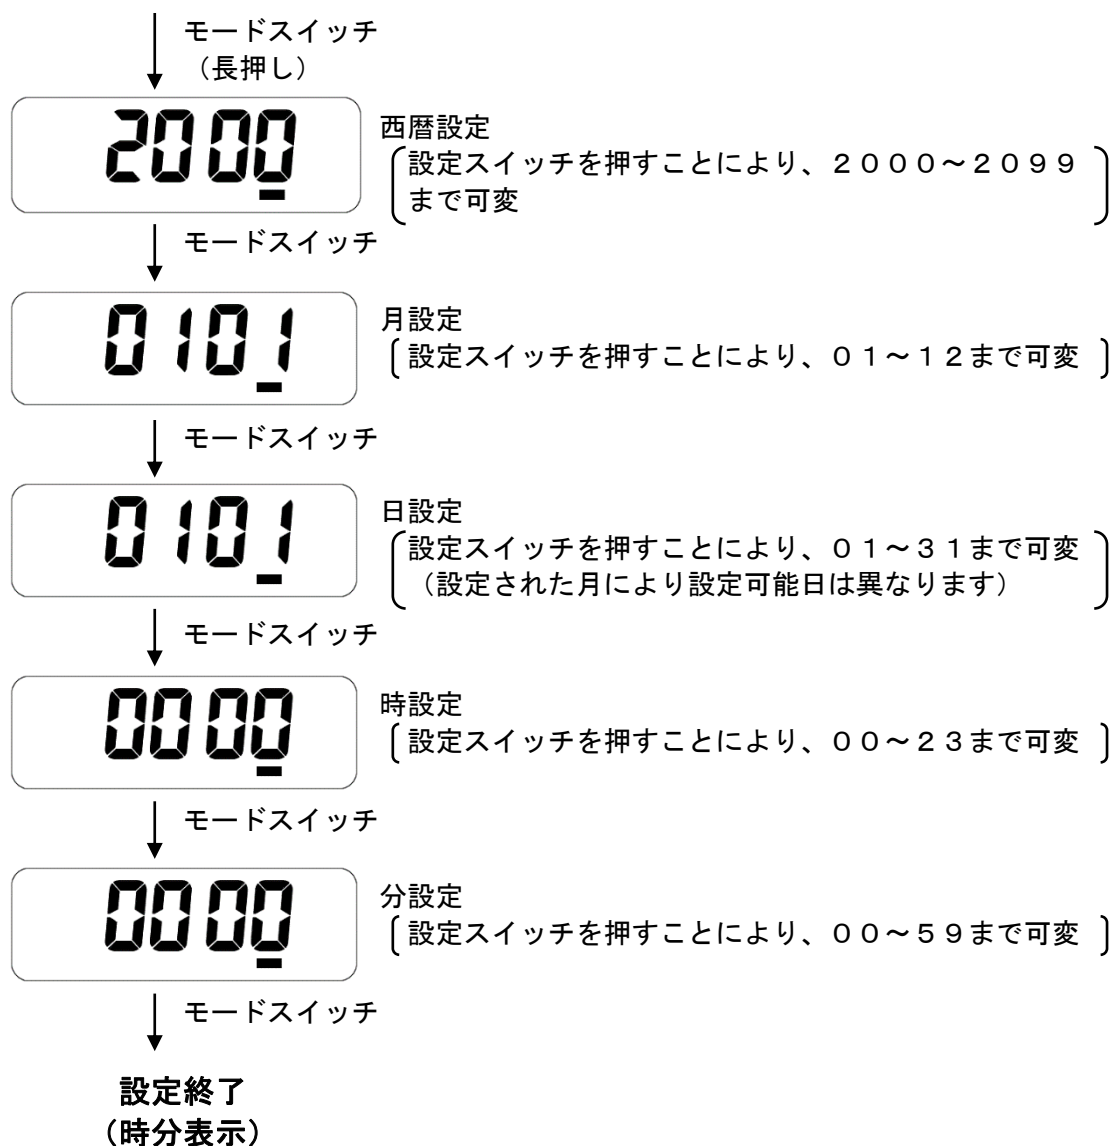 モードスイッチ
（長押し）
2000
西暦設定
設定スイッチを押すことにより、２０００～２０９９
まで可変
モードスイッチ
0101
月設定
設定スイッチを押すことにより、０１～１２まで可変
モードスイッチ
0101
日設定
設定スイッチを押すことにより、０１～３１まで可変
（設定された月により設定可能日は異なります）
モードスイッチ
0000
時設定
設定スイッチを押すことにより、００～２３まで可変
モードスイッチ
0000
分設定
設定スイッチを押すことにより、００～５９まで可変
モードスイッチ
設定終了
（時分表示）